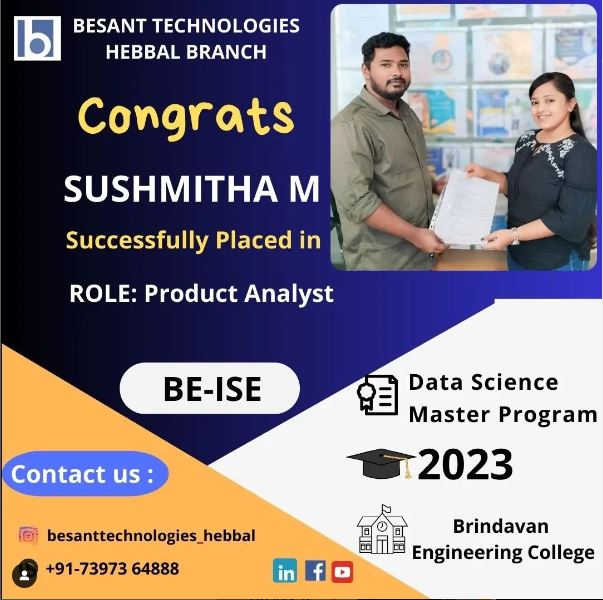 b
BESANT TECHNOLOGIES
HEBBAL BRANCH
Congrats
SUSHMITHA M
Successfully Placed in
ROLE: Product Analyst
BE-ISE
Data Science
Master Program
2023
Contact us :
Brindavan
Engineering College
besanttechnologies_hebbal
+91-73973 64888
in f